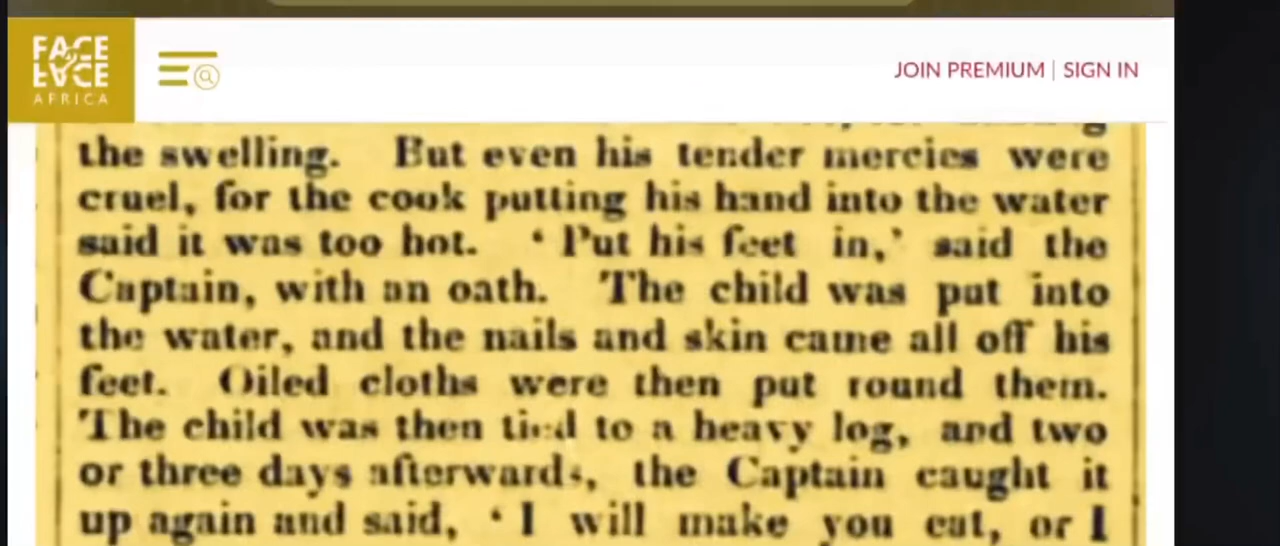 FACE
FACE
AFRICA
JOIN PREMIUM | SIGN IN
the swelling. But even his tender mercies were
cruel, for the cook putting his hand into the water
said it was too hot. ‘ Put his feet in,’ said the
Captain, with an oath. The child was put into
the water, and the nails and skin came all off his
feet. Oiled cloths were then put round them.
The child was then tied to a heavy log, and two
or three days afterwards, the Captain caught it
up again and said, ‘ I will make you eat, or I